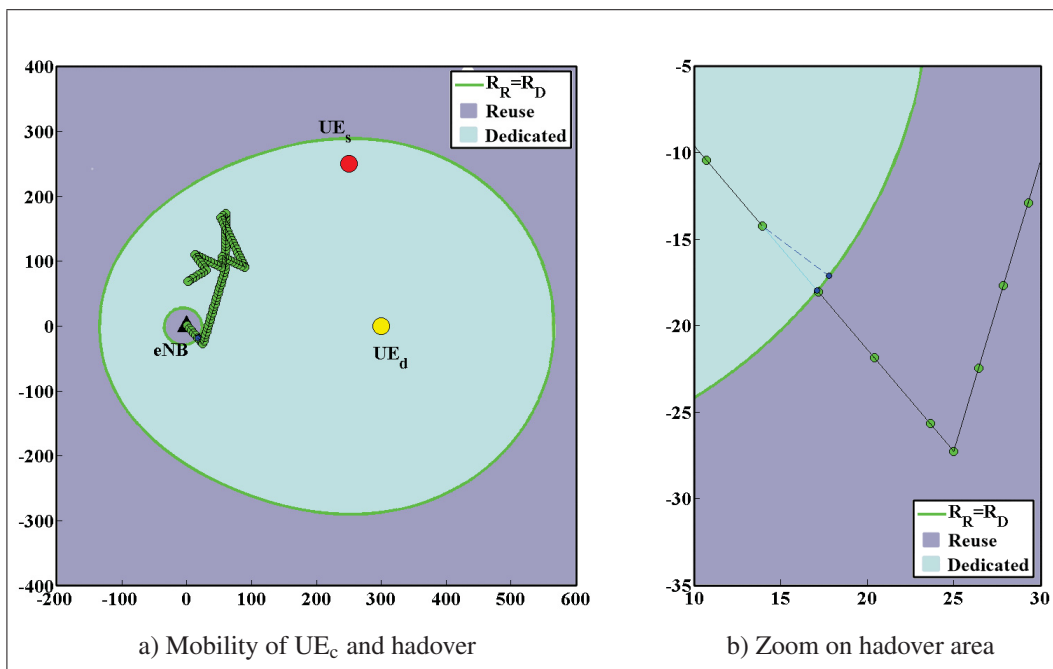 400
300
200
100
0
-100
-200
-300
-400
-200 -100 0 100 200 300 400 500 600
R_R=R_D
Reuse
Dedicated
UE_s
eNB
UE_d
a) Mobility of UE_c and hadover
-5
-10
-15
-20
-25
-30
-35
10 15 20 25 30
R_R=R_D
Reuse
Dedicated
b) Zoom on hadover area